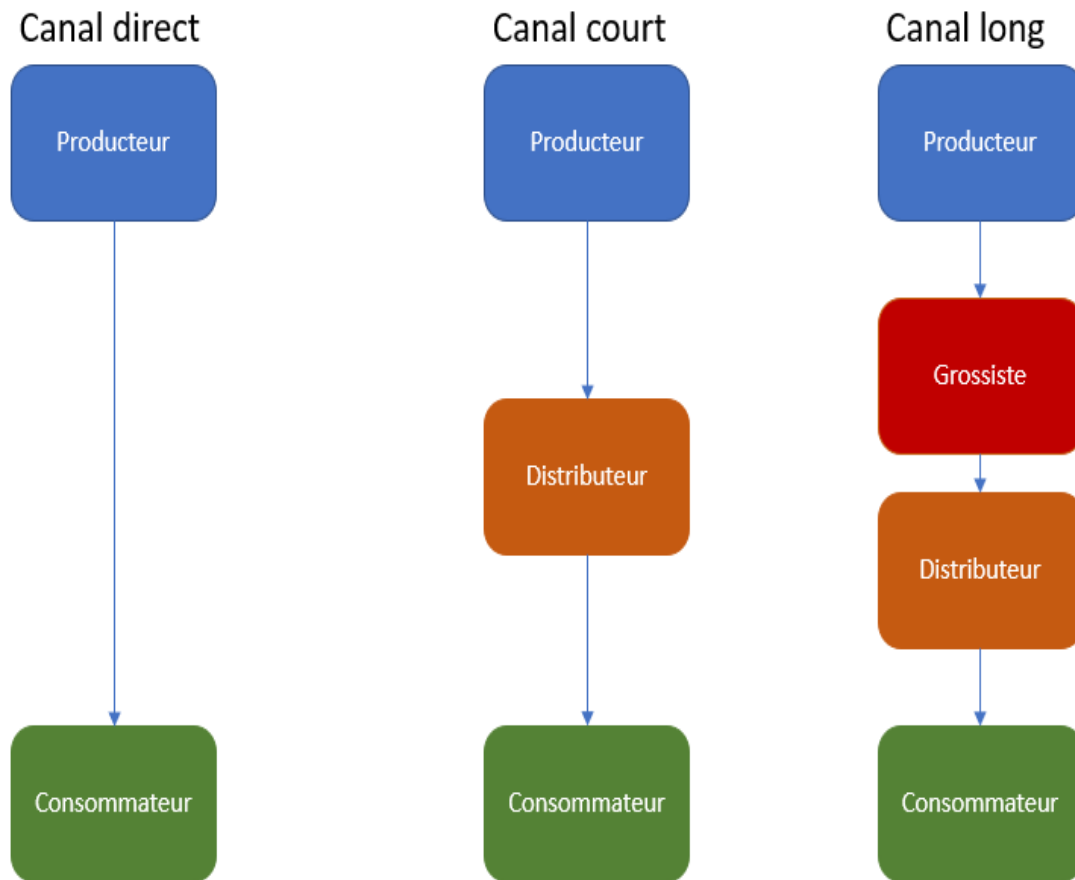 Canal direct
Canal court
Canal long
Producteur
Producteur
Producteur
Grossiste
Distributeur
Distributeur
Consommateur
Consommateur
Consommateur